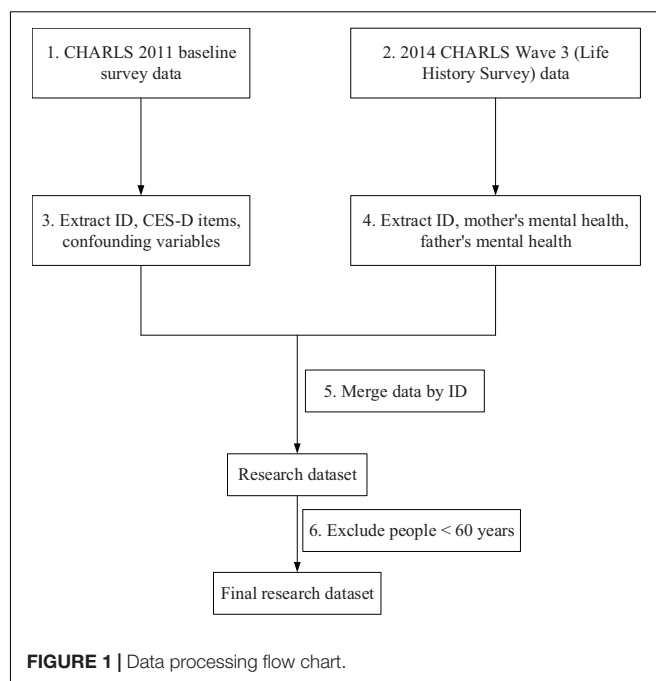 1. CHARLS 2011 baseline
survey data
2. 2014 CHARLS Wave 3 (Life
History Survey) data
3. Extract ID, CES-D items,
confounding variables
4. Extract ID, mother's mental health,
father's mental health
5. Merge data by ID
Research dataset
6. Exclude people < 60 years
Final research dataset
FIGURE 1 | Data processing flow chart.